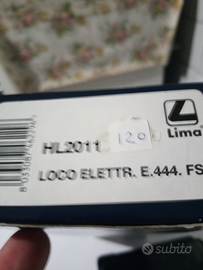 Lima
HL2011
120
LOCO ELETTR. E.444. FS
subito